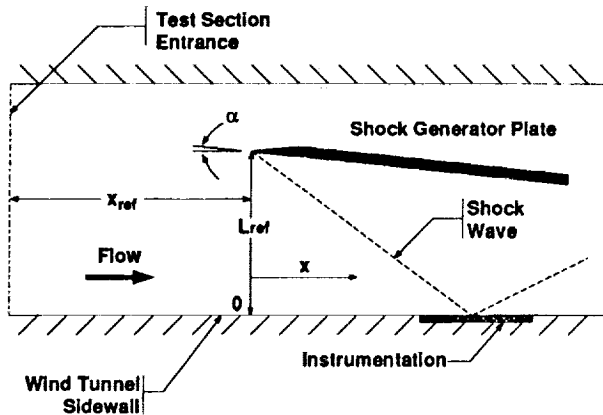 Test Section
Entrance
α
Shock Generator Plate
x_ref
L_ref
Shock
Wave
Flow
x
0
Instrumentation
Wind Tunnel
Sidewall